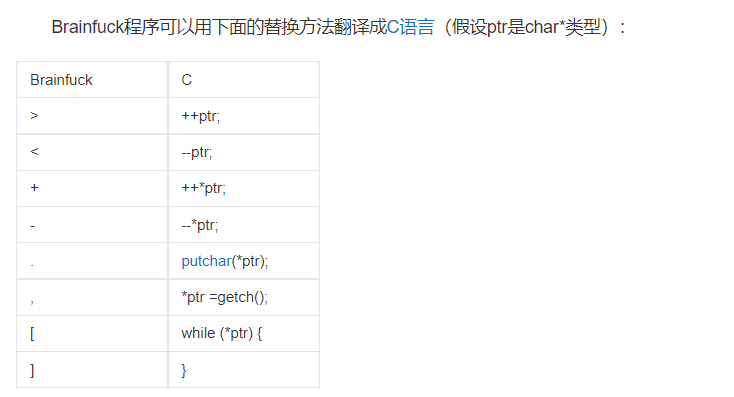 Brainfuck程序可以用下面的替换方法翻译成C语言（假设ptr是char*类型）：
Brainfuck C
> ++ptr;
< --ptr;
+ ++*ptr;
- --*ptr;
. putchar(*ptr);
, *ptr =getch();
[ while (*ptr) {
] }